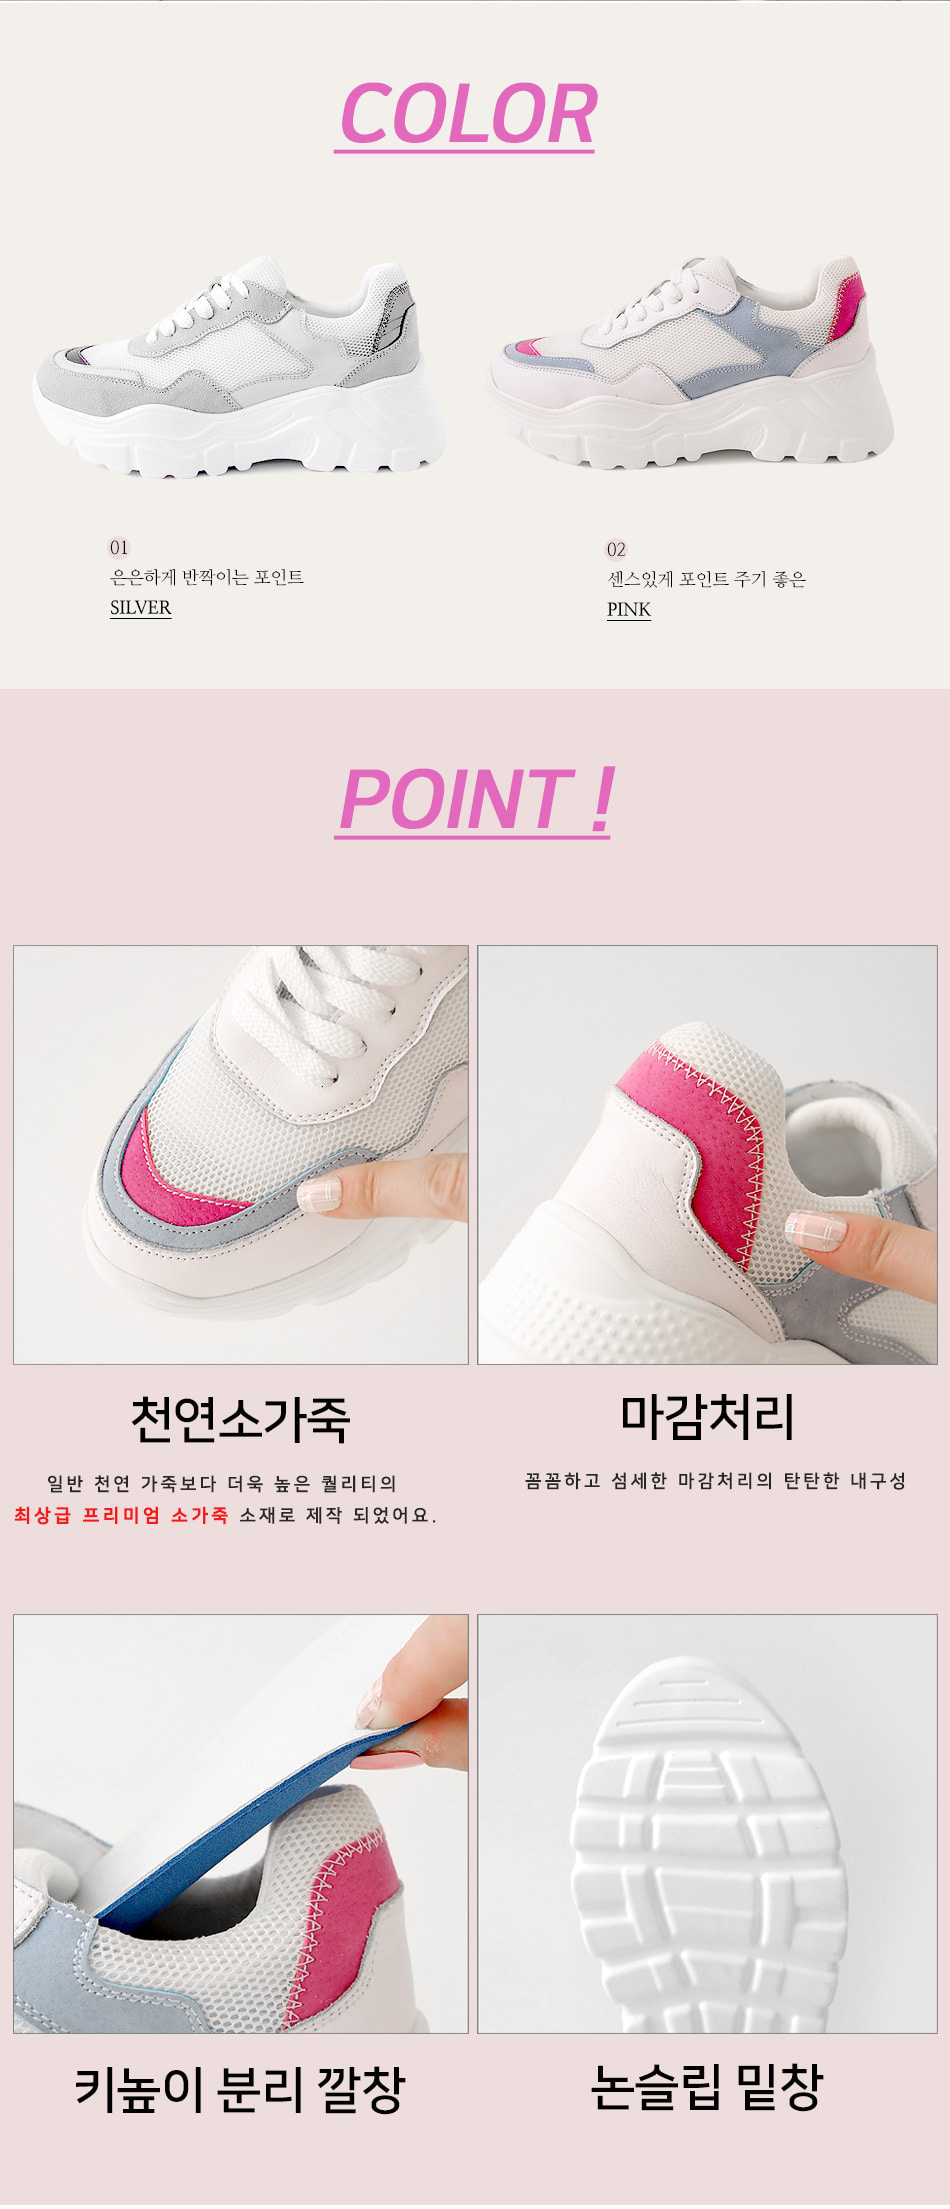 COLOR
01
은은하게 반짝이는 포인트
SILVER
02
센스있게 포인트 주기 좋은
PINK
POINT !
천연소가죽
일반 천연 가죽보다 더욱 높은 퀄리티의
최상급 프리미엄 소가죽 소재로 제작 되었어요.
마감처리
꼼꼼하고 섬세한 마감처리의 탄탄한 내구성
키높이 분리 깔창
논슬립 밑창